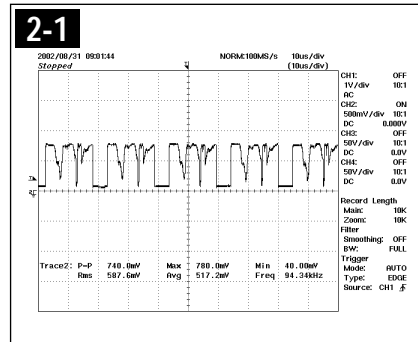 2-1
2002/08/31 09:01:44
Stopped
NORM:100MS/s 10us/div
(10us/div)
CH1: OFF
1V/div 10:1
AC
CH2: ON
500mV/div 10:1
DC 0.000V
CH3: OFF
50V/div 10:1
DC 0.0V
CH4: OFF
50V/div 10:1
DC 0.0V
Record Length
Main: 10K
Zoom: 10K
Filter
Smoothing: OFF
BW: FULL
Trigger
Mode: AUTO
Type: EDGE
Source: CH1
Trace2: P-P 740.0mV Max 780.0mV Min 40.00mV
Rms 587.6mV Avg 517.2mV Freq 94.34kHz